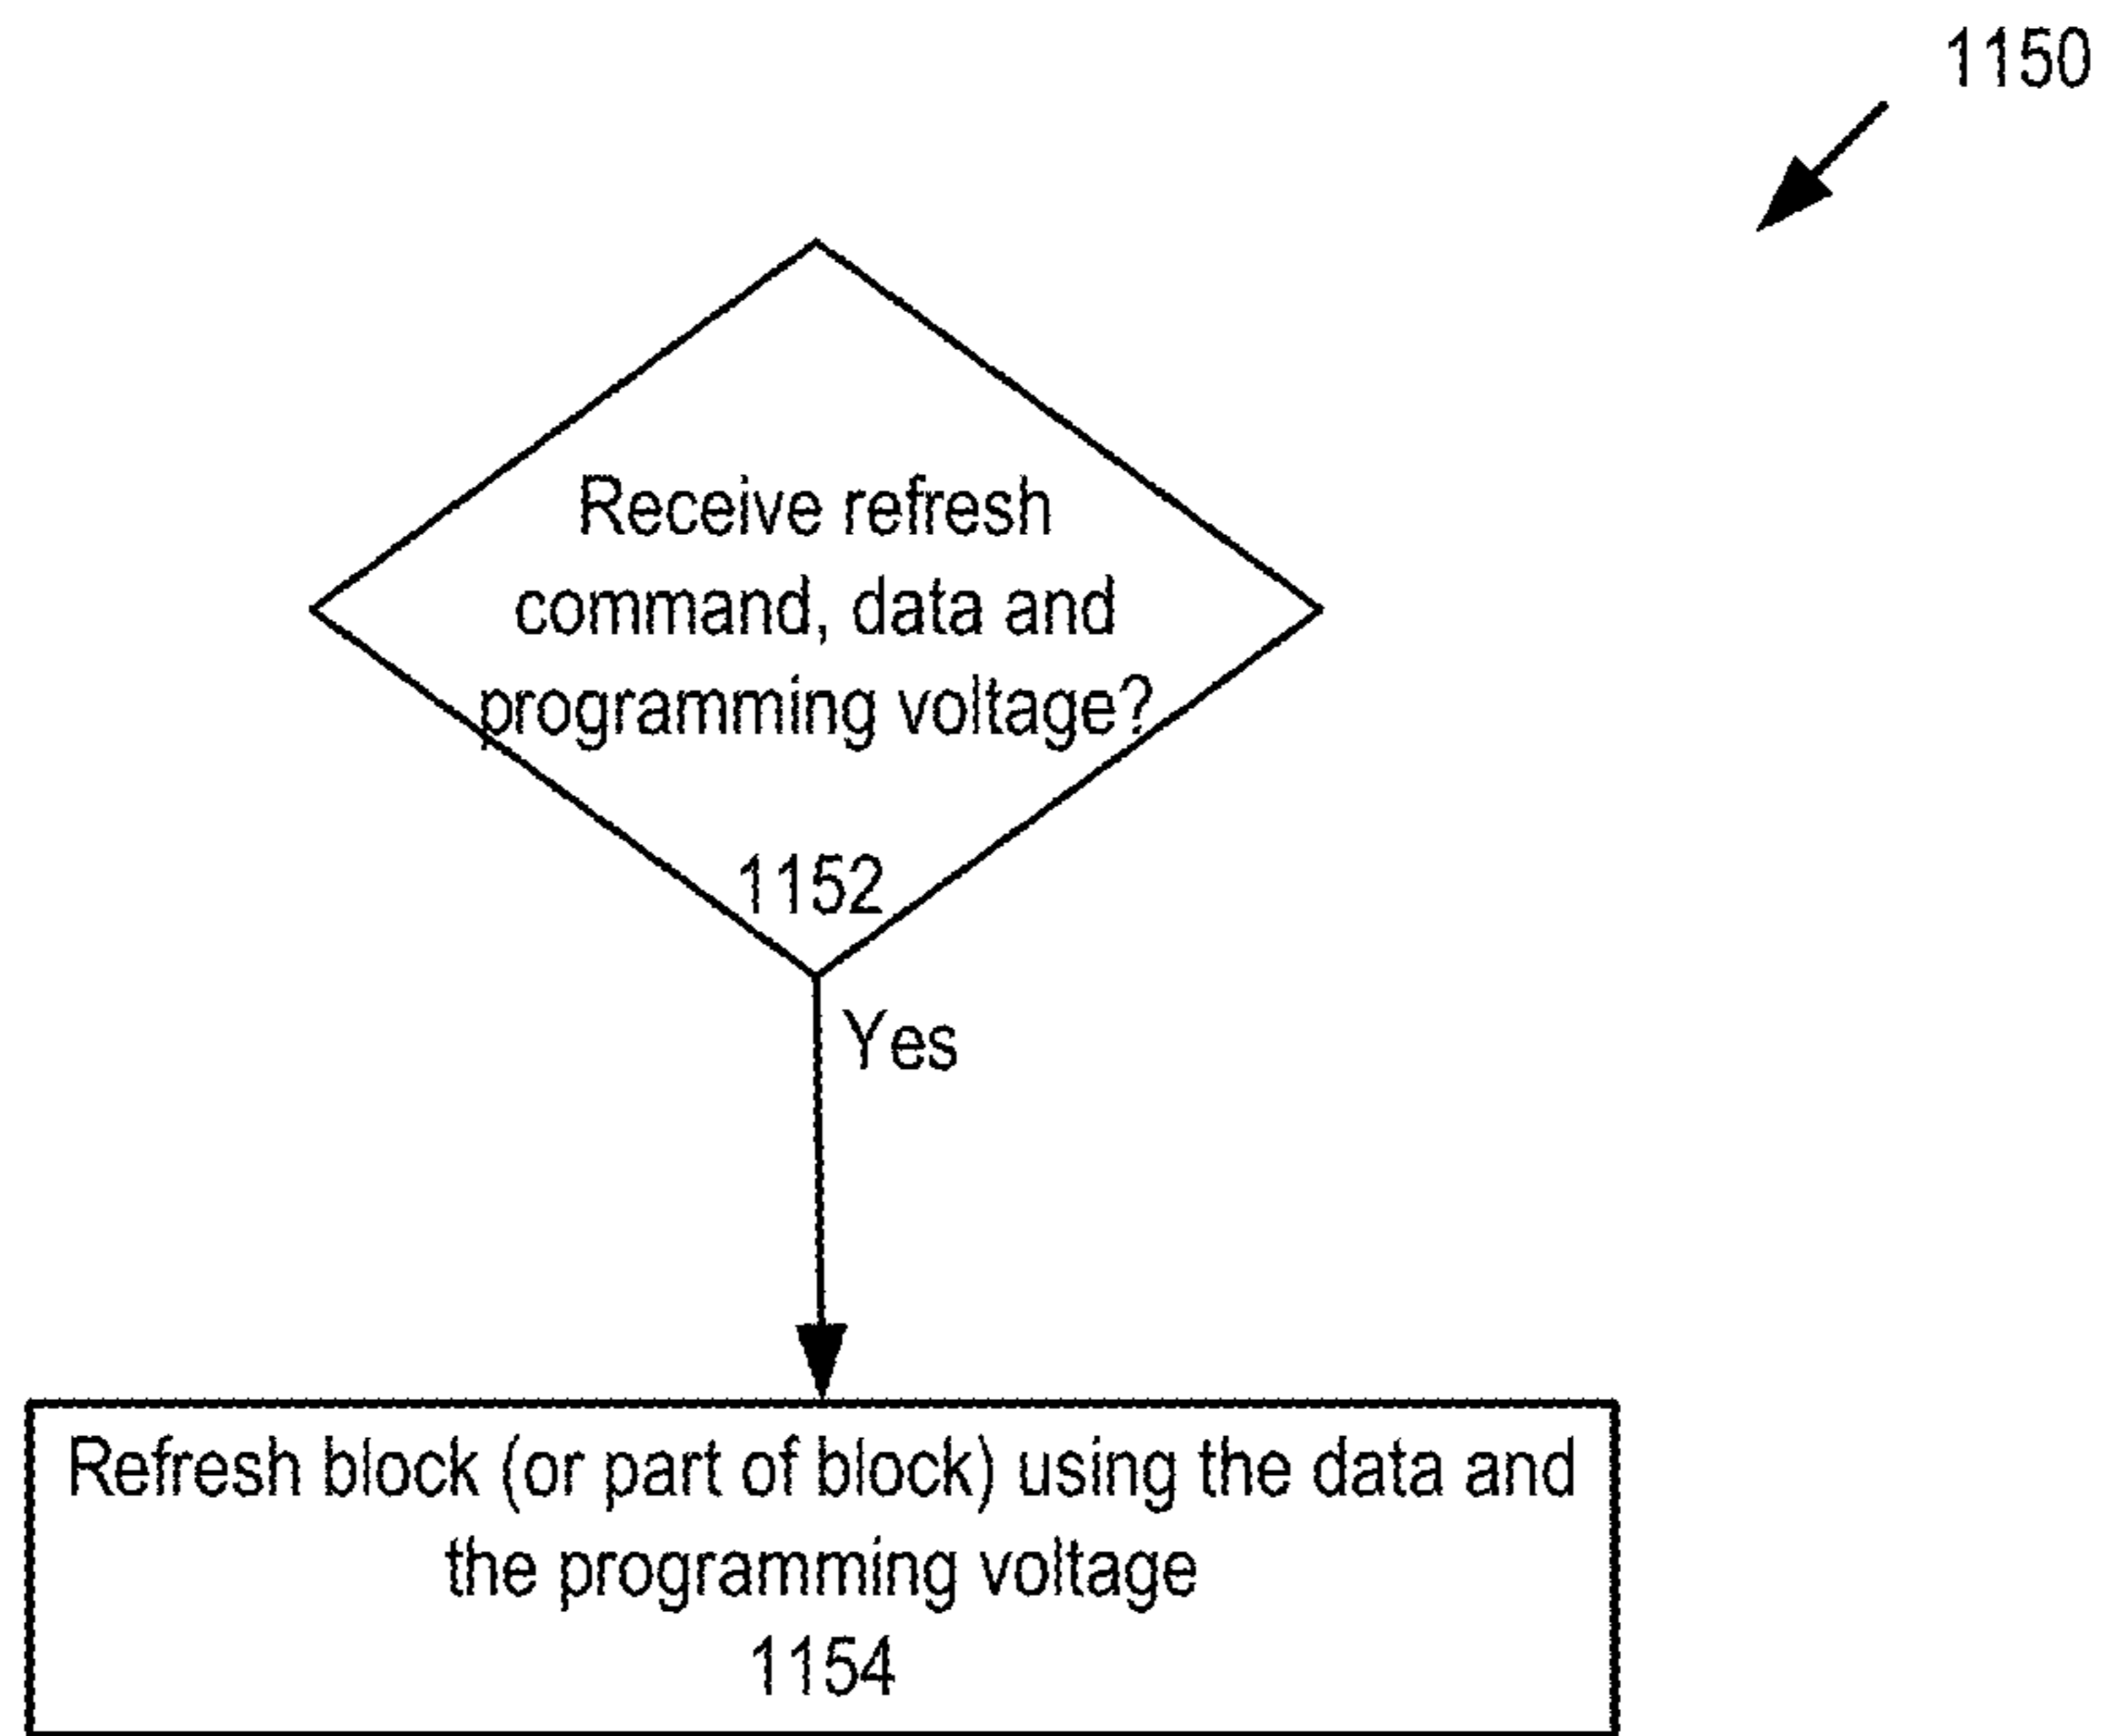 1150
Receive refresh
command, data and
programming voltage?
1152
Yes
Refresh block (or part of block) using the data and
the programming voltage
1154